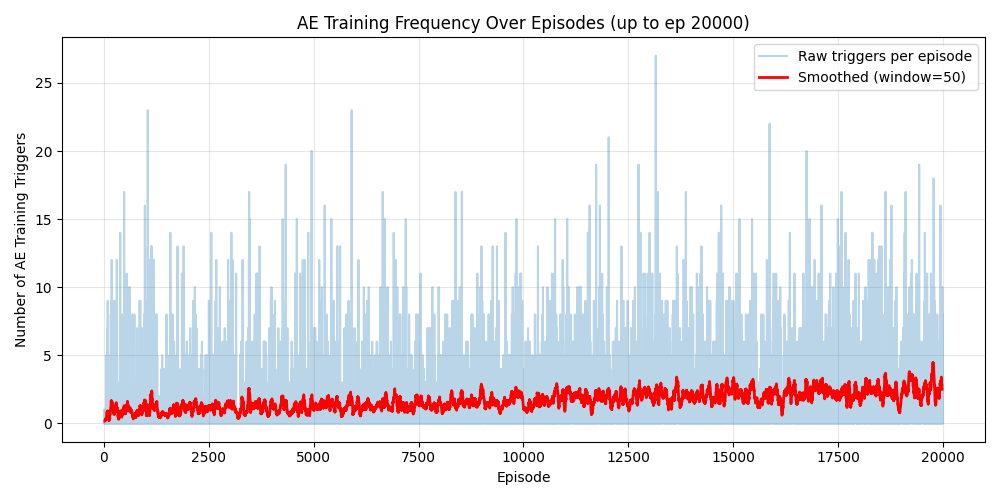 AE Training Frequency Over Episodes (up to ep 20000)
Raw triggers per episode
Smoothed (window=50)
Number of AE Training Triggers
25
20
15
10
5
0
0 2500 5000 7500 10000 12500 15000 17500 20000
Episode